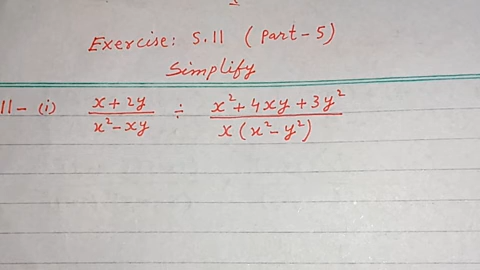 Exercise: 5.11 (Part-5)
Simplify
11-(i) x+2y / x²-xy ÷ x²+4xy+3y² / x(x²-y²)